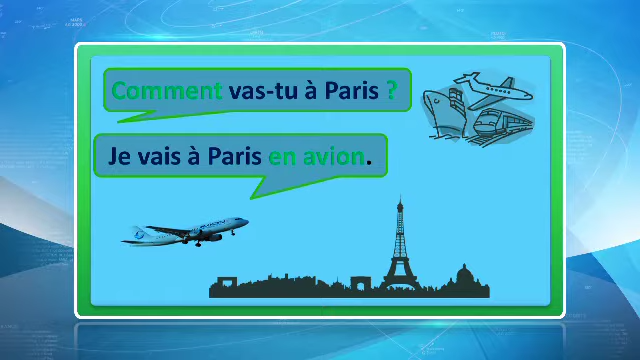 Comment vas-tu à Paris ?
Je vais à Paris en avion.